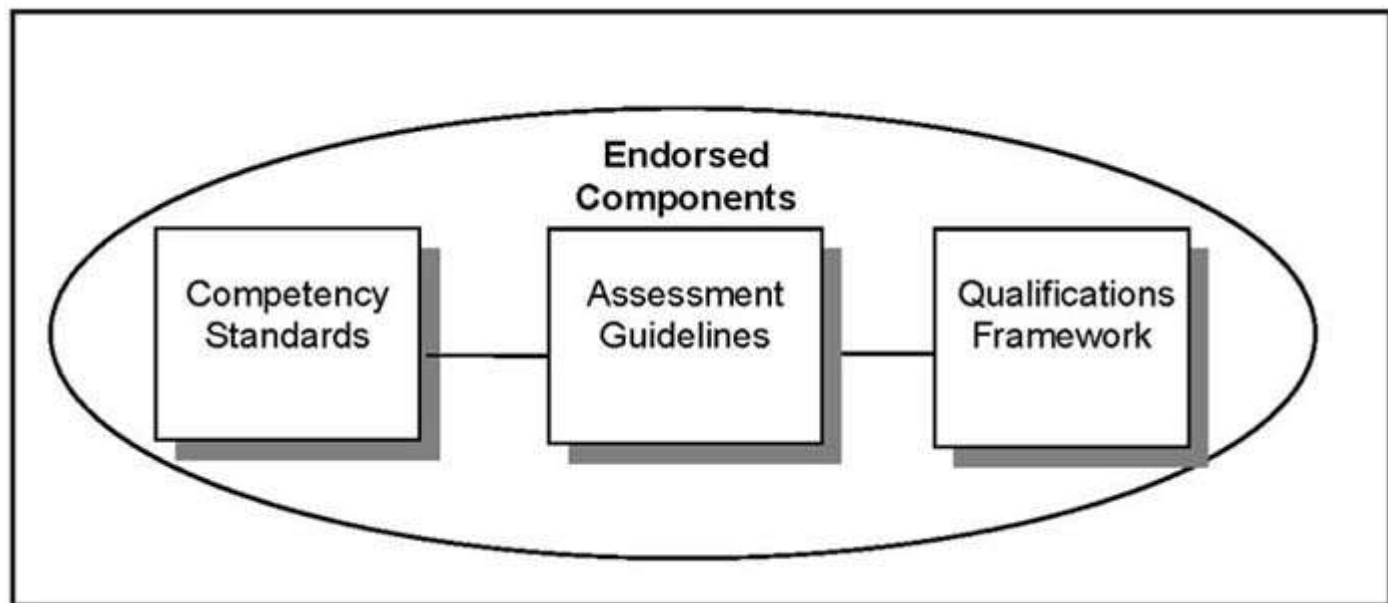 Endorsed
Components
Competency
Standards
Assessment
Guidelines
Qualifications
Framework